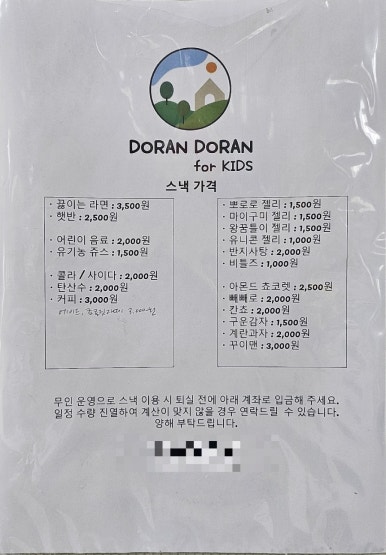 DORAN DORAN
for KIDS
스낵 가격
· 끓이는 라면 : 3,500원
· 햇반 : 2,500원
· 어린이 음료 : 2,000원
· 유기농 쥬스 : 1,500원
· 콜라 / 사이다 : 2,000원
· 탄산수 : 2,000원
· 커피 : 3,000원
· 뽀로로 젤리 : 1,500원
· 마이구미 젤리 : 1,500원
· 왕꿈틀이 젤리 : 1,500원
· 유니콘 젤리 : 1,000원
· 반지사탕 : 2,000원
· 비틀즈 : 1,000원
· 아몬드 쵸코렛 : 2,500원
· 빼빼로 : 2,000원
· 칸쵸 : 2,000원
· 구운감자 : 1,500원
· 계란과자 : 2,000원
· 꾸이맨 : 3,000원
무인 운영으로 스낵 이용 시 퇴실 전에 아래 계좌로 입금해 주세요.
일정 수량 진열하여 계산이 맞지 않을 경우 연락드릴 수 있습니다.
양해 부탁드립니다.